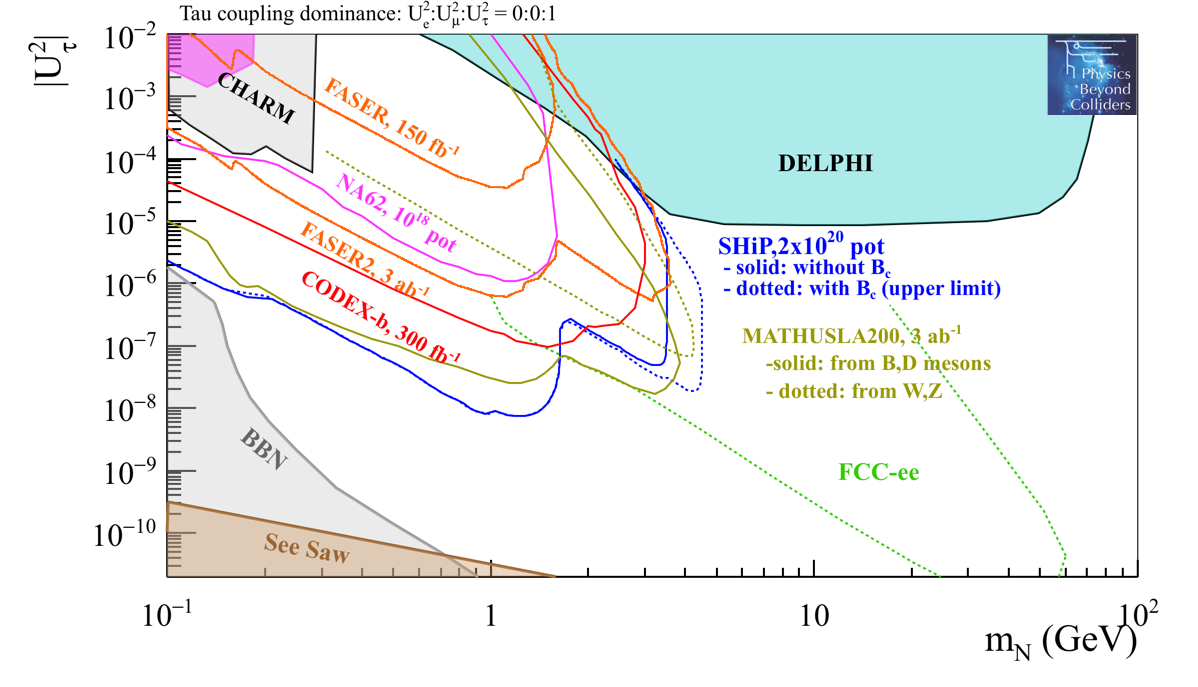 Tau coupling dominance: U²ₑ:U²_μ:U²_τ = 0:0:1
|U²_τ|
10⁻²
10⁻³
10⁻⁴
10⁻⁵
10⁻⁶
10⁻⁷
10⁻⁸
10⁻⁹
10⁻¹⁰
Physics
Beyond
Colliders
CHARM
FASER, 150 fb⁻¹
DELPHI
NA62, 10¹⁸ pot
FASER2, 3 ab⁻¹
CODEX-b, 300 fb⁻¹
SHiP,2x10²⁰ pot
- solid: without B_c
- dotted: with B_c (upper limit)
MATHUSLA200, 3 ab⁻¹
-solid: from B,D mesons
- dotted: from W,Z
BBN
FCC-ee
See Saw
10⁻¹ 1 10 10²
m_N (GeV)